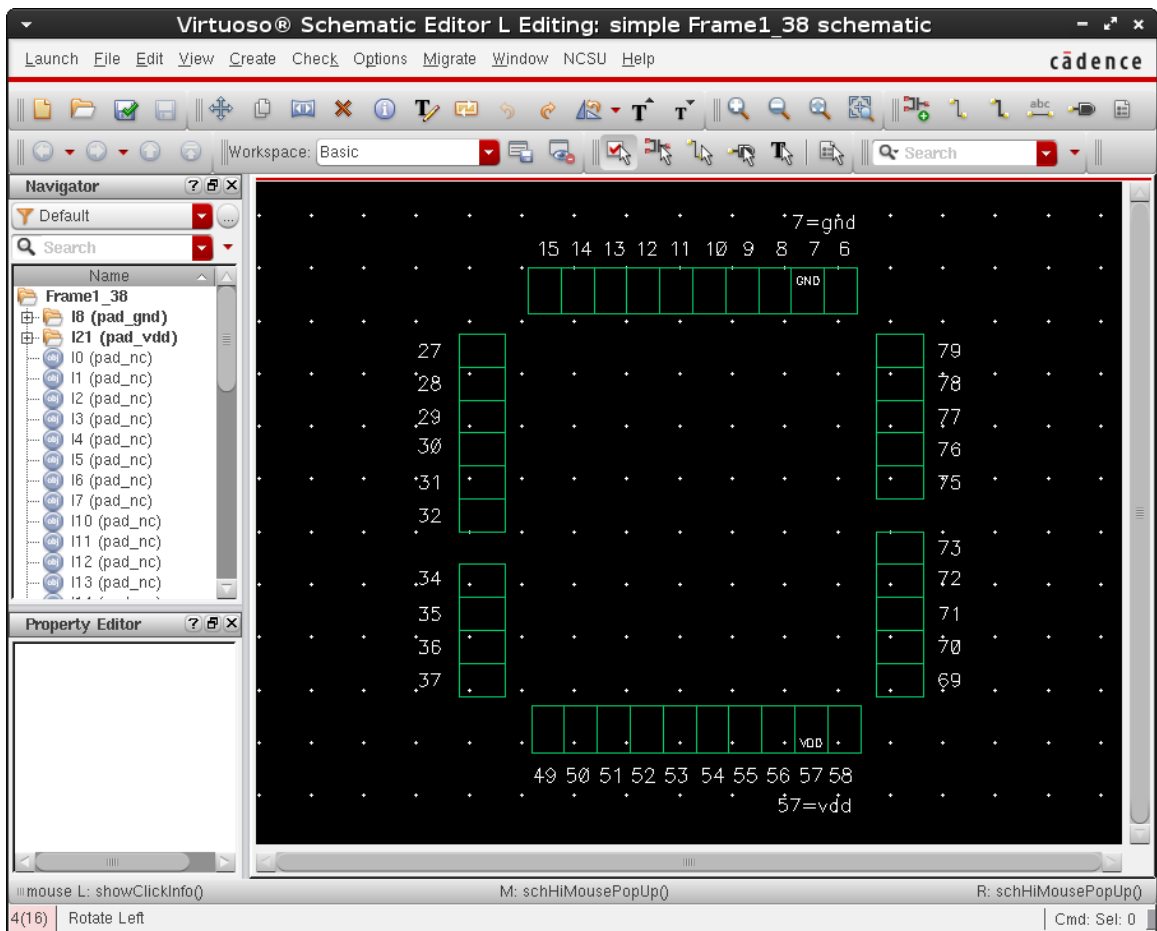 Virtuoso® Schematic Editor L Editing: simple Frame1_38 schematic
Launch File Edit View Create Check Options Migrate Window NCSU Help
cādence
abc
Workspace: Basic
Search
Navigator
Default
Search
Name
Frame1_38
I8 (pad_gnd)
I21 (pad_vdd)
I0 (pad_nc)
I1 (pad_nc)
I2 (pad_nc)
I3 (pad_nc)
I4 (pad_nc)
I5 (pad_nc)
I6 (pad_nc)
I7 (pad_nc)
I10 (pad_nc)
I11 (pad_nc)
I12 (pad_nc)
I13 (pad_nc)
Property Editor
7=gnd
15 14 13 12 11 10 9 8 7 6
GND
27 79
28 78
29 77
30 76
31 75
32
73
34 72
35 71
36 70
37 69
VDD
49 50 51 52 53 54 55 56 57 58
57=vdd
mouse L: showClickInfo() M: schHiMousePopUp() R: schHiMousePopUp()
4(16) Rotate Left Cmd: Sel: 0